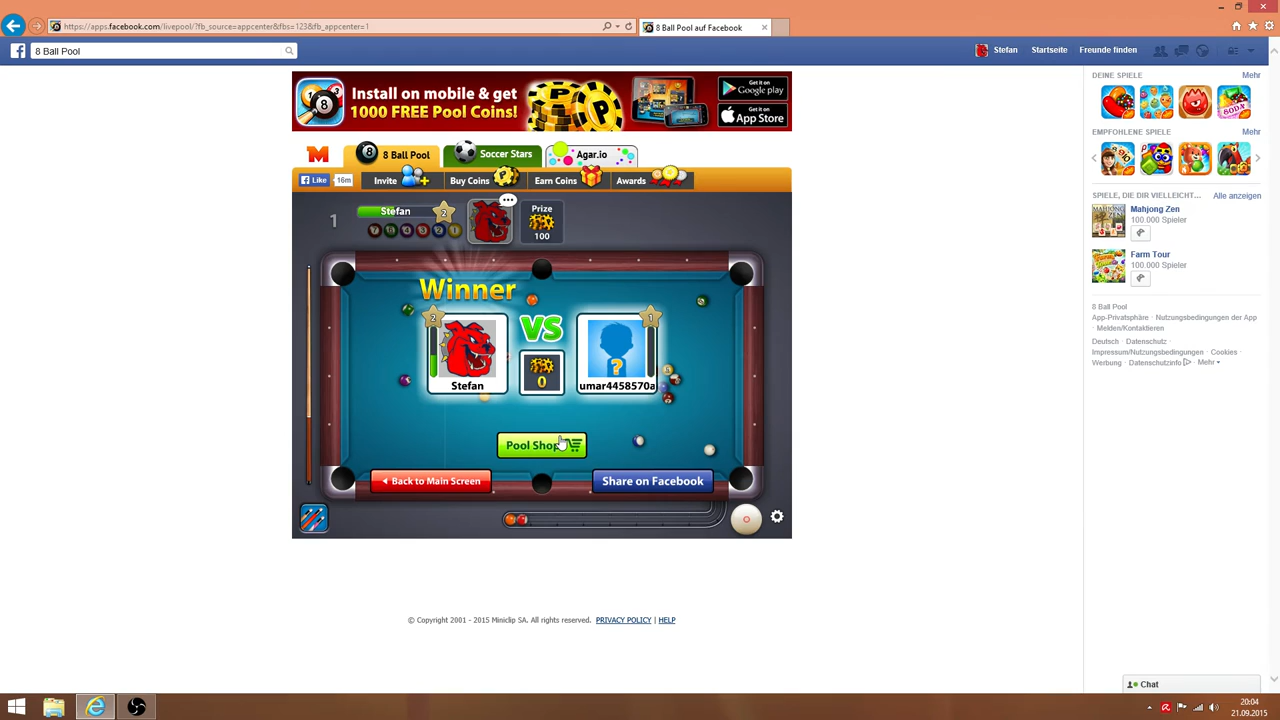 https://apps.facebook.com/livepool/?fb_source=appcenter&fbs=123&fb_appcenter=1
8 Ball Pool auf Facebook
8 Ball Pool
Stefan
Startseite
Freunde finden
Install on mobile & get
1000 FREE Pool Coins!
Get it on
Google play
Get it on
App Store
8 Ball Pool
Soccer Stars
Agar.io
Like
16m
Invite
Buy Coins
Earn Coins
Awards
1
Stefan
2
7 6 4 3 2 1
Prize
100
Winner
2
VS
1
0
Stefan
umar4458570a
Pool Shop
Back to Main Screen
Share on Facebook
© Copyright 2001 - 2015 Miniclip SA. All rights reserved. PRIVACY POLICY | HELP
DEINE SPIELE
Mehr
EMPFOHLENE SPIELE
Mehr
SPIELE, DIE DIR VIELLEICHT...
Alle anzeigen
Mahjong Zen
100.000 Spieler
Farm Tour
100.000 Spieler
8 Ball Pool
App-Privatsphäre · Nutzungsbedingungen der App
· Melden/Kontaktieren
Deutsch · Datenschutz ·
Impressum/Nutzungsbedingungen · Cookies ·
Werbung · Datenschutzinfo · Mehr
Chat
20:04
21.09.2015